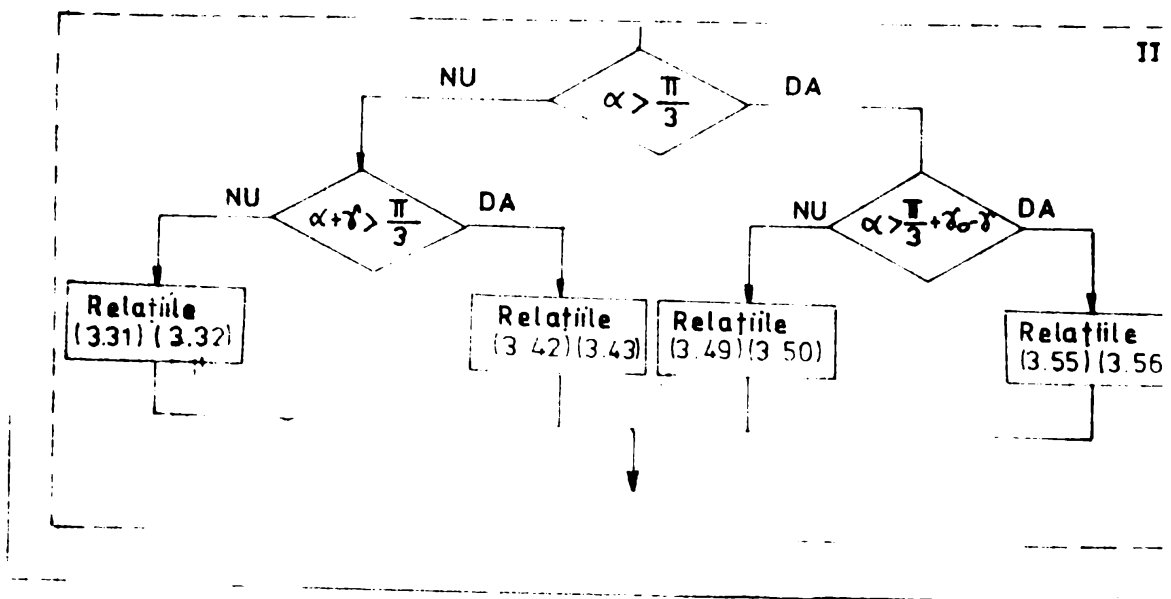 II
NU
α > π/3
DA
NU
α+γ > π/3
DA
NU
α > π/3 + γ₀-γ
DA
Relațiile
(3.31) (3.32)
Relațiile
(3.42)(3.43)
Relațiile
(3.49)(3.50)
Relațiile
(3.55)(3.56